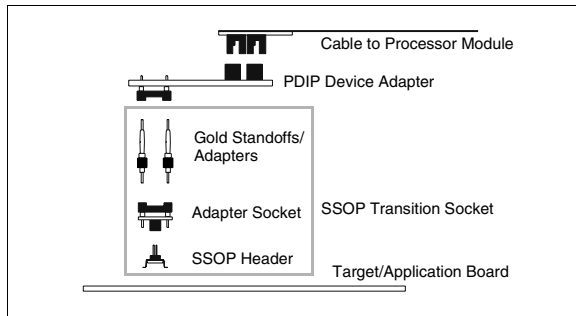 Cable to Processor Module
PDIP Device Adapter
Gold Standoffs/
Adapters
Adapter Socket
SSOP Transition Socket
SSOP Header
Target/Application Board